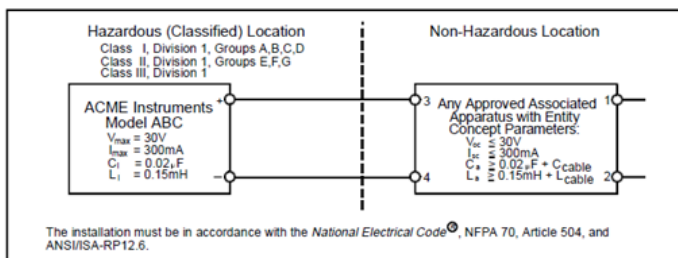 Hazardous (Classified) Location
Class I, Division 1, Groups A,B,C,D
Class II, Division 1, Groups E,F,G
Class III, Division 1
Non-Hazardous Location
ACME Instruments
Model ABC
Vmax = 30V
Imax = 300mA
Ci = 0.02µF
Li = 0.15mH
+
−
3
4
Any Approved Associated
Apparatus with Entity
Concept Parameters:
Voc ≤ 30V
Isc ≤ 300mA
Ca ≥ 0.02µF + Ccable
La ≥ 0.15mH + Lcable
1
2
The installation must be in accordance with the National Electrical Code®, NFPA 70, Article 504, and
ANSI/ISA-RP12.6.